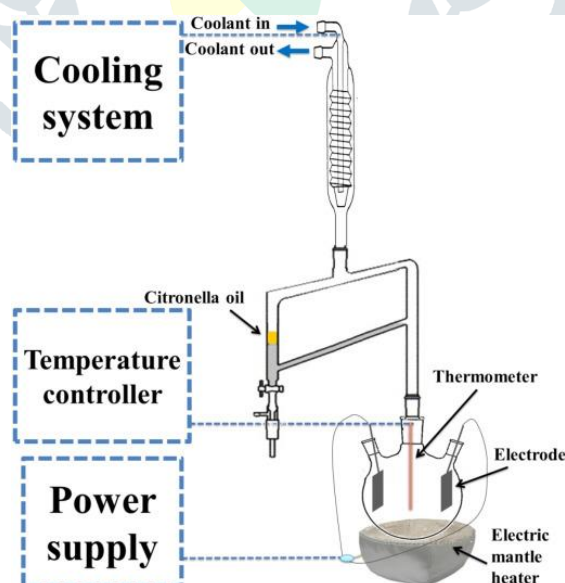 Coolant in
Coolant out
Cooling
system
Citronella oil
Temperature
controller
Thermometer
Electrode
Power
supply
Electric
mantle
heater